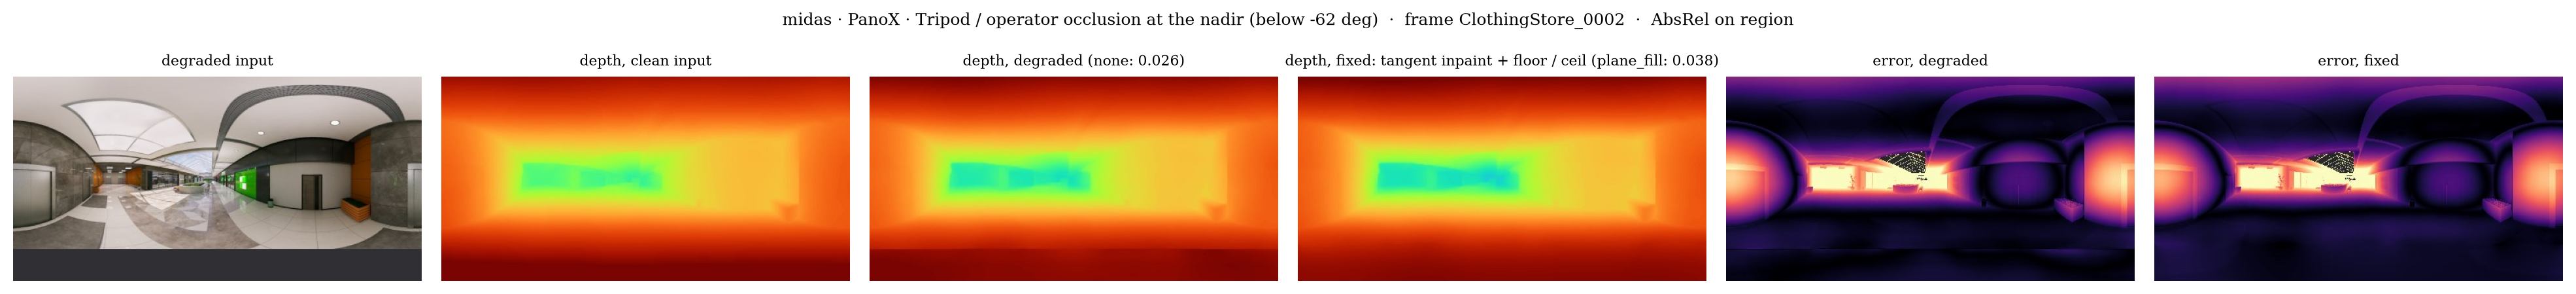 midas · PanoX · Tripod / operator occlusion at the nadir (below -62 deg) · frame ClothingStore_0002 · AbsRel on region
degraded input
depth, clean input
depth, degraded (none: 0.026)
depth, fixed: tangent inpaint + floor / ceil (plane_fill: 0.038)
error, degraded
error, fixed